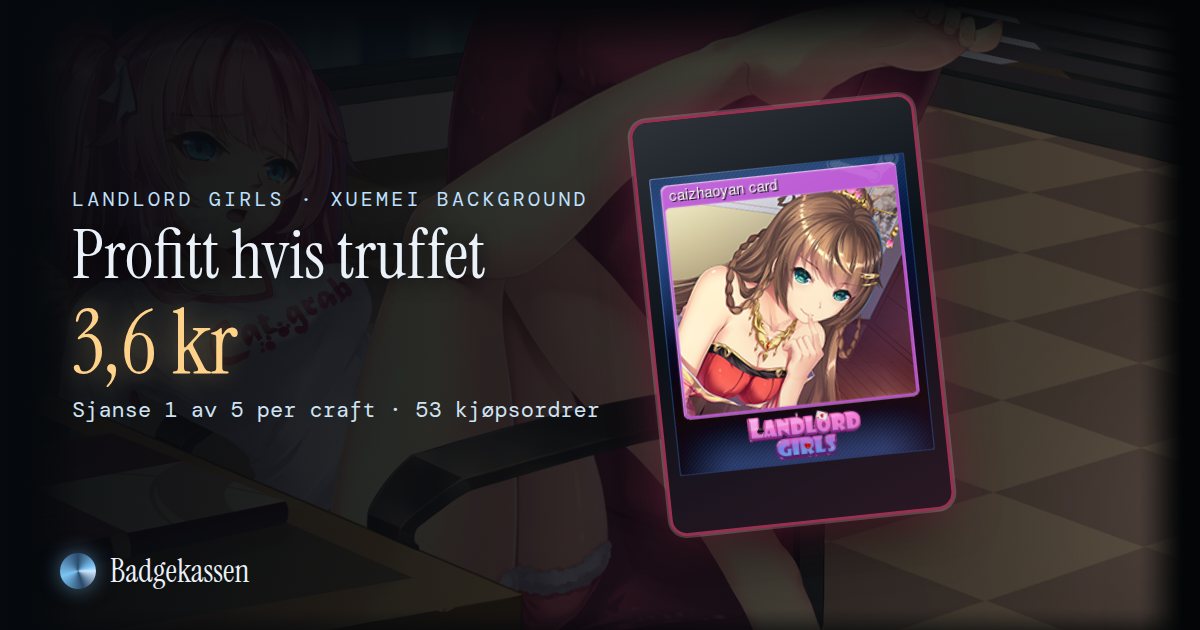 LANDLORD GIRLS · XUEMEI BACKGROUND
Profitt hvis truffet
3,6 kr
Sjanse 1 av 5 per craft · 53 kjøpsordrer
Badgekassen
caizhaoyan card
LANDLORD
GIRLS